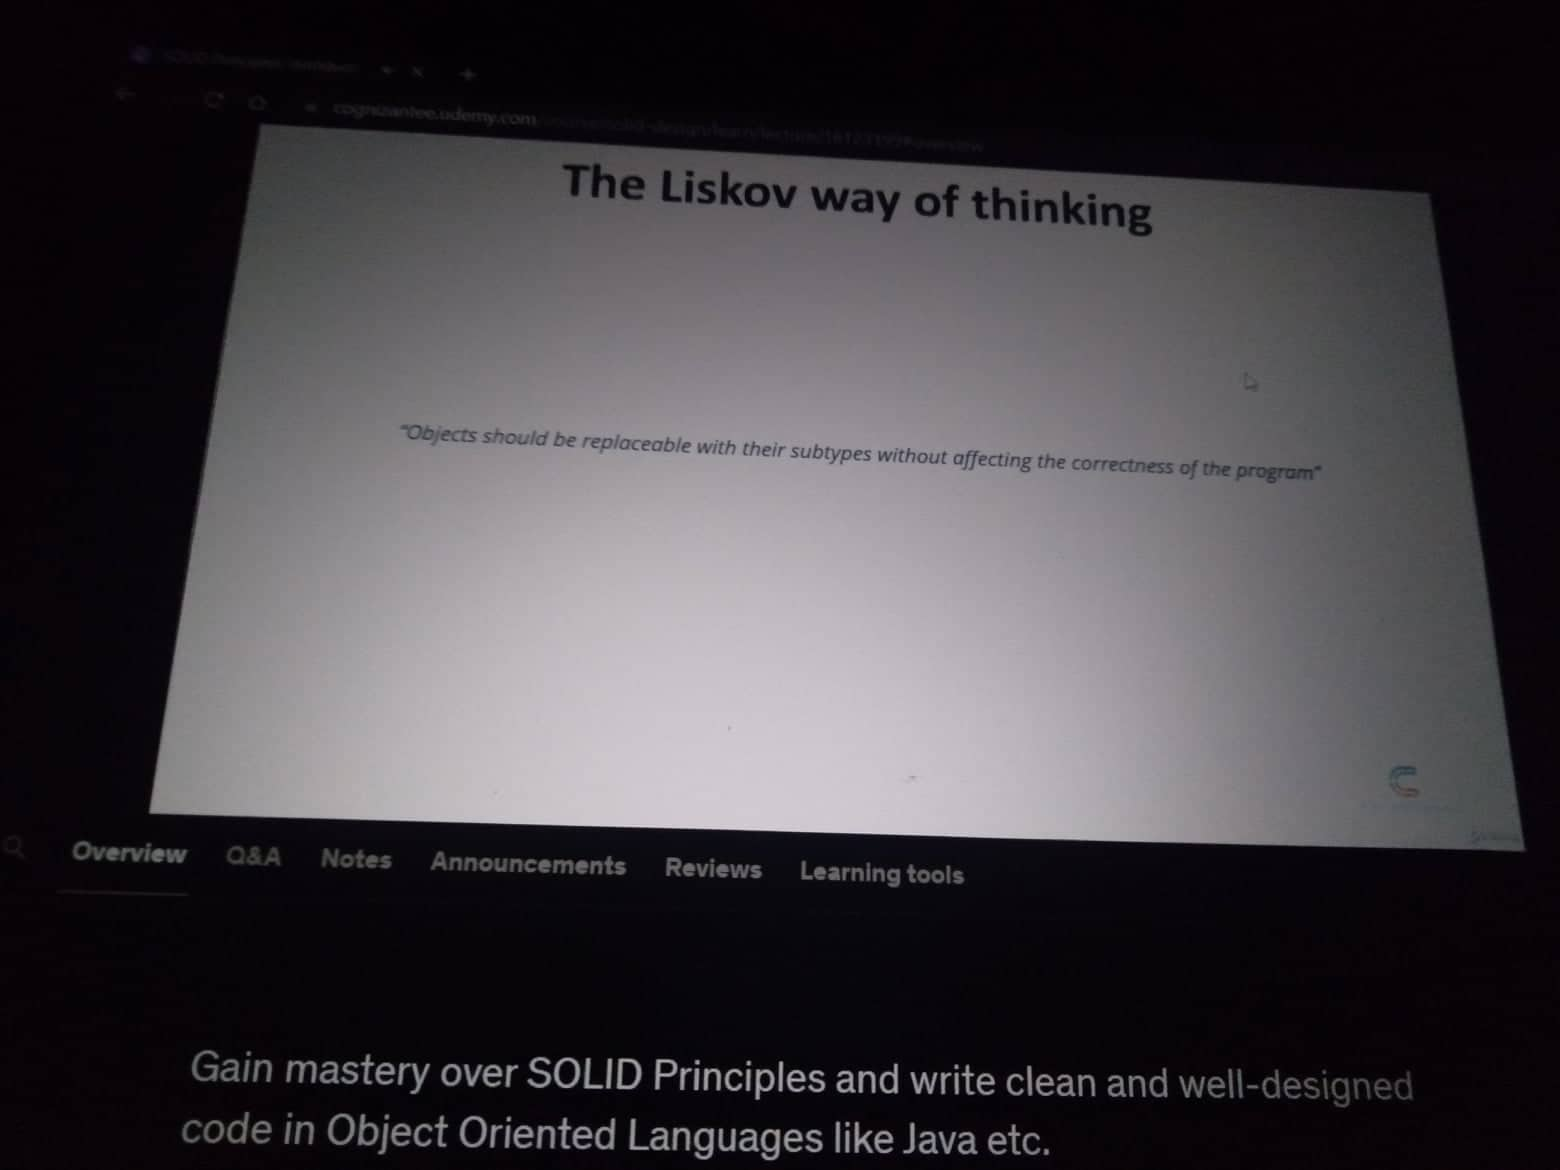 SOLID Principles
cognizantee.udemy.com
The Liskov way of thinking
"Objects should be replaceable with their subtypes without affecting the correctness of the program"
Overview Q&A Notes Announcements Reviews Learning tools
Gain mastery over SOLID Principles and write clean and well-designed
code in Object Oriented Languages like Java etc.